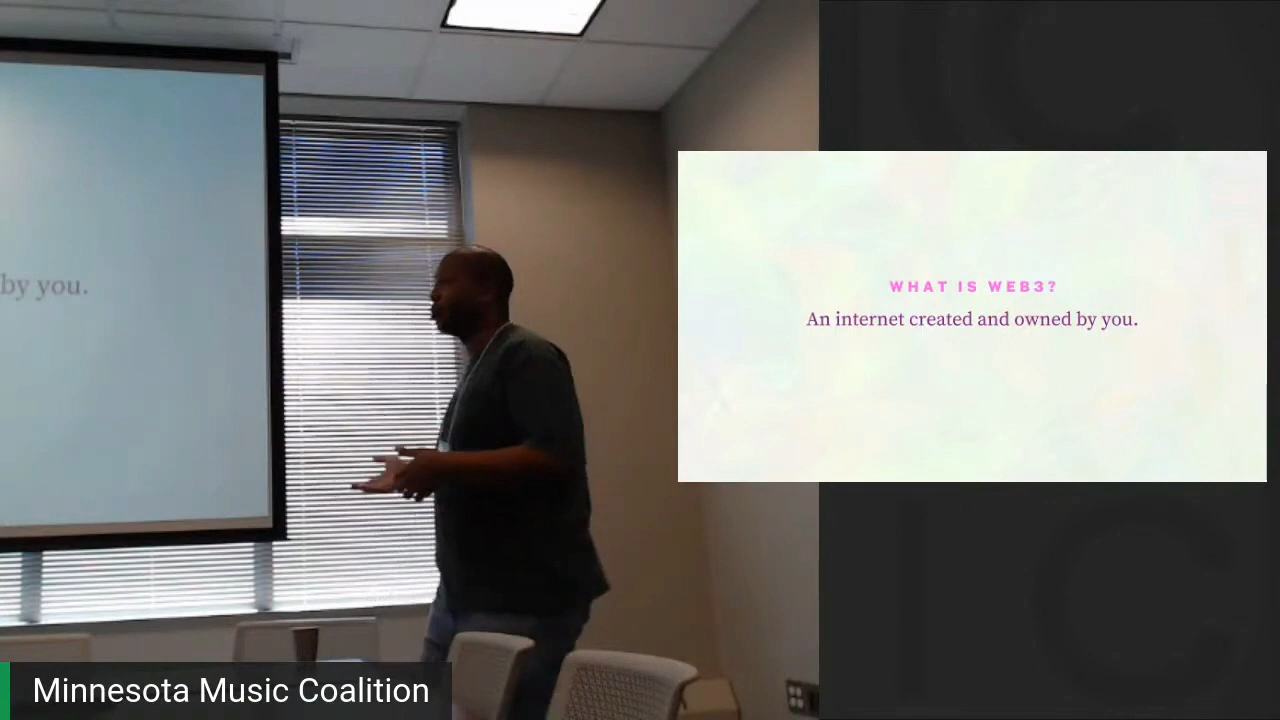 by you.
WHAT IS WEB3?
An internet created and owned by you.
Minnesota Music Coalition